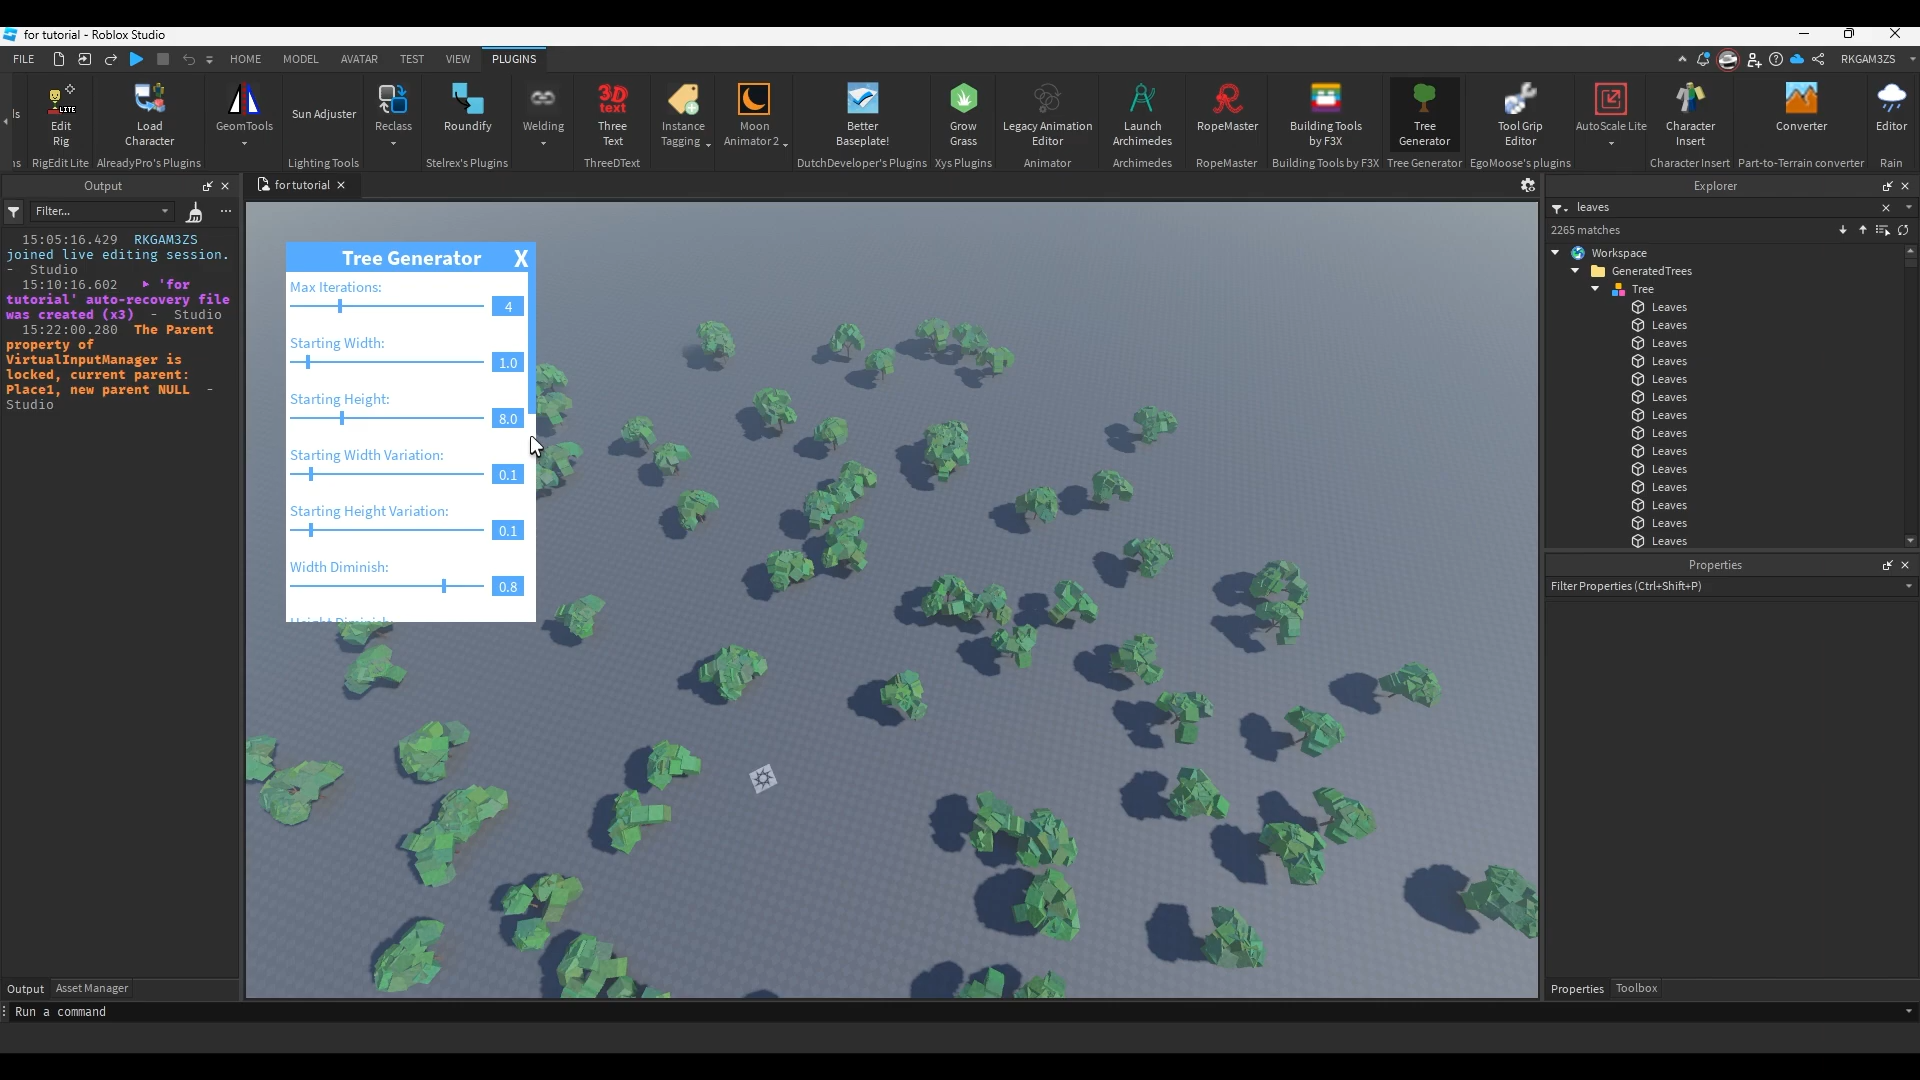 for tutorial - Roblox Studio
FILE HOME MODEL AVATAR TEST VIEW PLUGINS RKGAM3ZS
Edit Rig
Load Character
GeomTools
Sun Adjuster
Reclass
Roundify
Welding
Three Text
Instance Tagging
Moon Animator 2
Better Baseplate!
Grow Grass
Legacy Animation Editor
Launch Archimedes
RopeMaster
Building Tools by F3X
Tree Generator
Tool Grip Editor
AutoScale Lite
Character Insert
Converter
Editor
LITE
3D text
ls
ns RigEdit Lite AlreadyPro's Plugins Lighting Tools Stelrex's Plugins ThreeDText DutchDeveloper's Plugins Xys Plugins Animator Archimedes RopeMaster Building Tools by F3X Tree Generator EgoMoose's plugins Character Insert Part-to-Terrain converter Rain
Output
Filter...
15:05:16.429 RKGAM3ZS
joined live editing session.
- Studio
15:10:16.602 'for
tutorial' auto-recovery file
was created (x3) - Studio
15:22:00.280 The Parent
property of
VirtualInputManager is
locked, current parent:
Place1, new parent NULL -
Studio
Output Asset Manager
for tutorial
Tree Generator X
Max Iterations:
4
Starting Width:
1.0
Starting Height:
8.0
Starting Width Variation:
0.1
Starting Height Variation:
0.1
Width Diminish:
0.8
Height Diminish:
Explorer
leaves
2265 matches
Workspace
GeneratedTrees
Tree
Leaves
Leaves
Leaves
Leaves
Leaves
Leaves
Leaves
Leaves
Leaves
Leaves
Leaves
Leaves
Leaves
Leaves
Properties
Filter Properties (Ctrl+Shift+P)
Properties Toolbox
Run a command